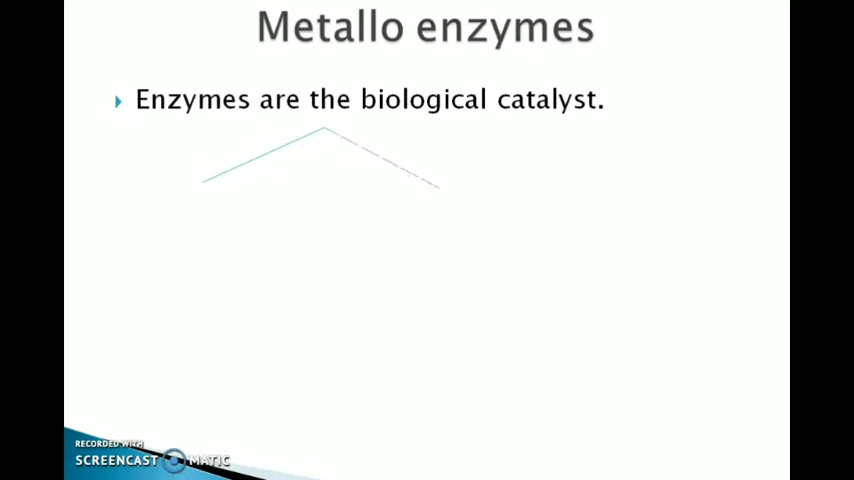 Metallo enzymes
Enzymes are the biological catalyst.
RECORDED WITH
SCREENCAST MATIC